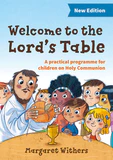 New Edition
Welcome to the
Lord's Table
A practical programme for
children on Holy Communion
Margaret Withers